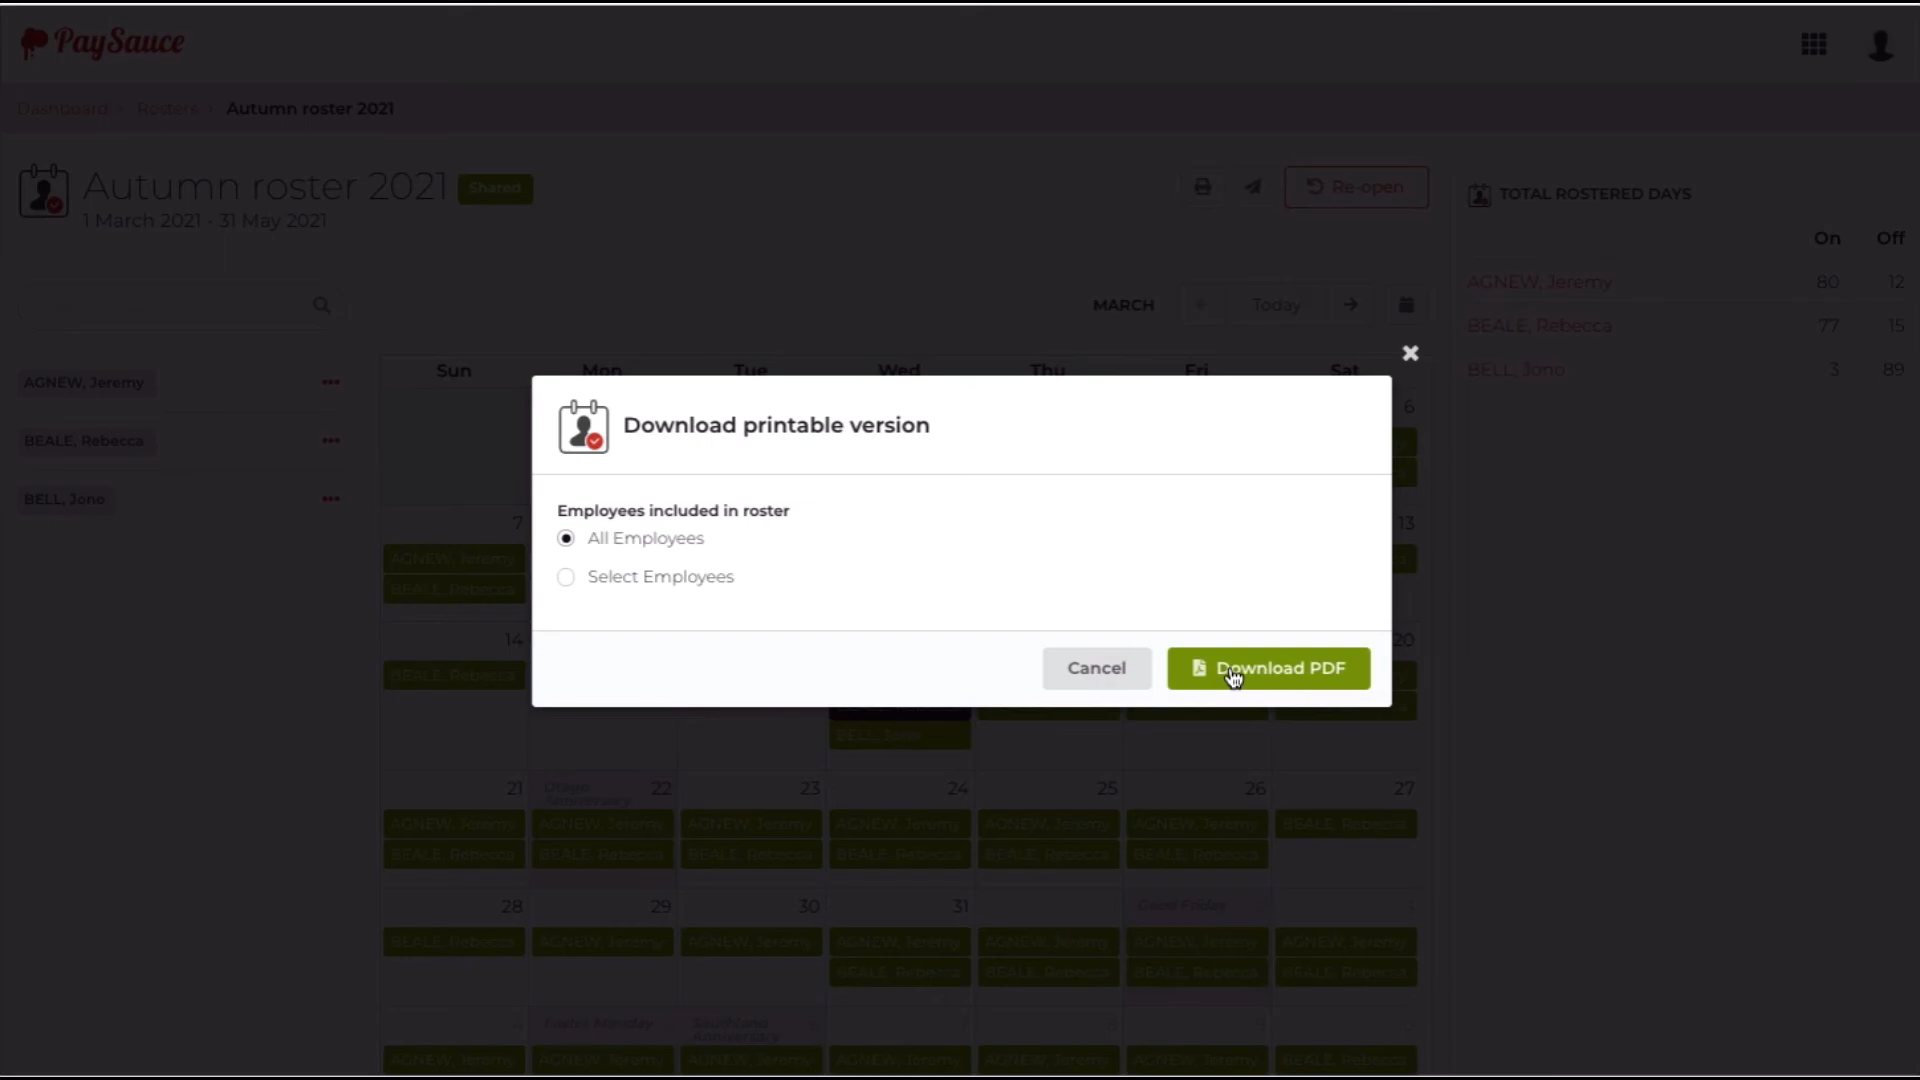 PaySauce
Dashboard
Rosters
Autumn roster 2021
Autumn roster 2021 Shared
1 March 2021 - 31 May 2021
Re-open
TOTAL ROSTERED DAYS
On Off
AGNEW, Jeremy 80 12
BEALE, Rebecca 77 15
BELL, Jono 3 89
MARCH Today
AGNEW, Jeremy •••
BEALE, Rebecca •••
BELL, Jono •••
Sun Mon Tue Wed Thu Fri Sat
6
Download printable version
Employees included in roster
All Employees
Select Employees
Cancel Download PDF
7 13
AGNEW, Jeremy
BEALE, Rebecca
14 20
BEALE, Rebecca
BELL, Jono
21 Otago Anniversary 22 23 24 25 26 27
AGNEW, Jeremy AGNEW, Jeremy AGNEW, Jeremy AGNEW, Jeremy AGNEW, Jeremy AGNEW, Jeremy BEALE, Rebecca
BEALE, Rebecca BEALE, Rebecca BEALE, Rebecca BEALE, Rebecca BEALE, Rebecca BEALE, Rebecca
28 29 30 31 Good Friday
BEALE, Rebecca AGNEW, Jeremy AGNEW, Jeremy AGNEW, Jeremy AGNEW, Jeremy AGNEW, Jeremy AGNEW, Jeremy
BEALE, Rebecca BEALE, Rebecca BEALE, Rebecca BEALE, Rebecca
Easter Monday Southland Anniversary
AGNEW, Jeremy AGNEW, Jeremy AGNEW, Jeremy AGNEW, Jeremy AGNEW, Jeremy AGNEW, Jeremy BEALE, Rebecca